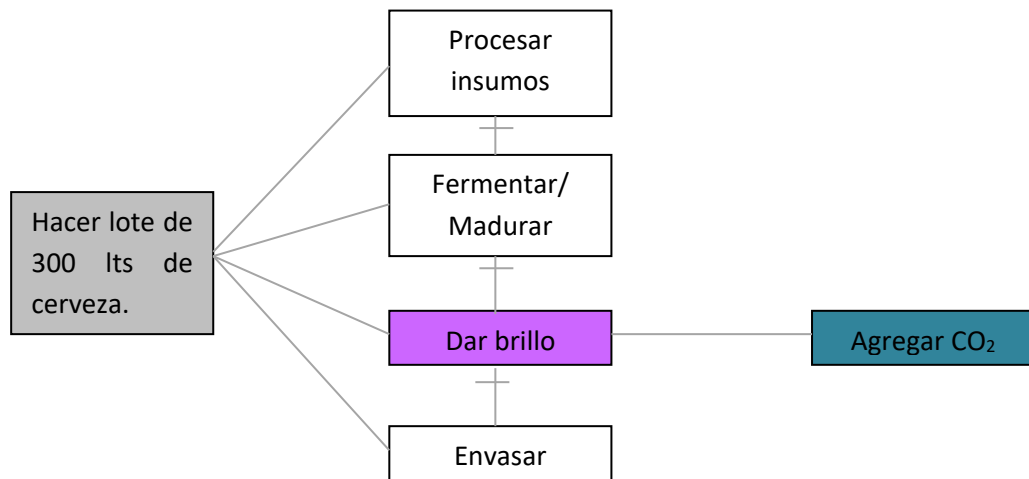 Procesar
insumos
Fermentar/
Madurar
Hacer lote de
300 lts de
cerveza.
Dar brillo
Agregar CO₂
Envasar